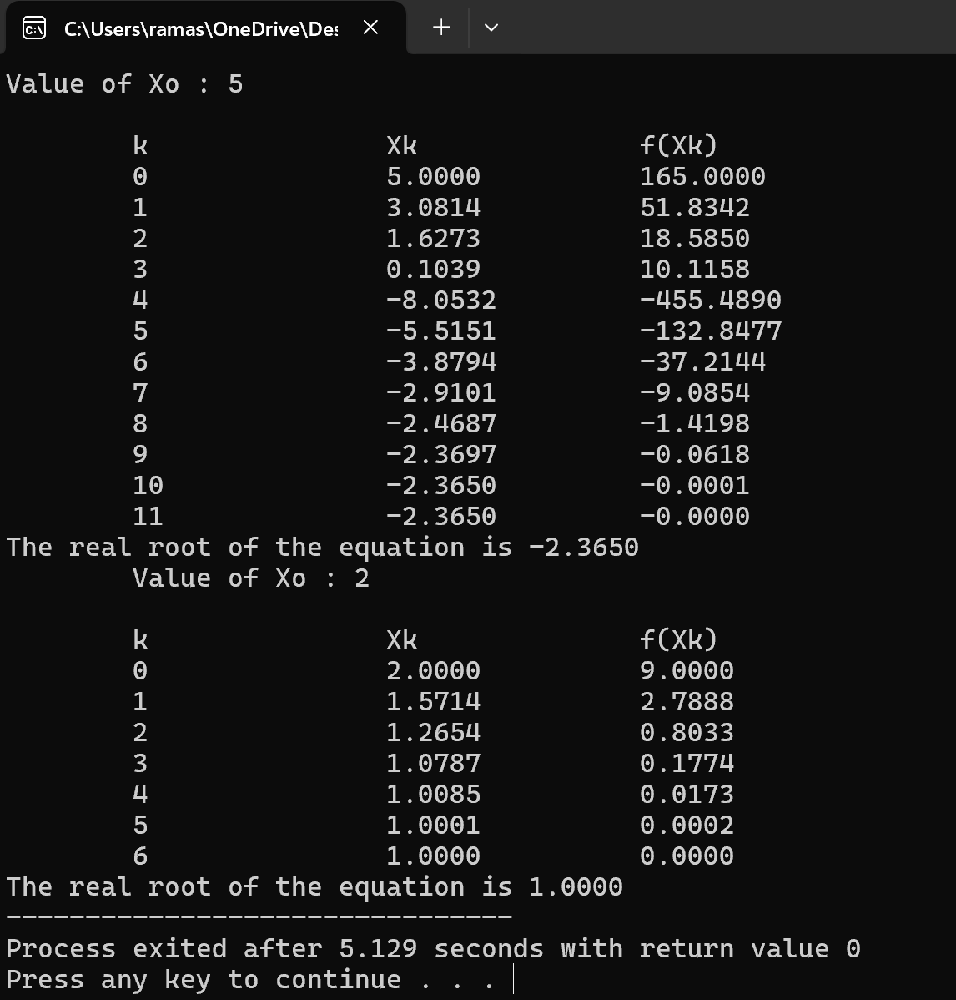 C:\Users\ramas\OneDrive\Des
Value of Xo : 5
k Xk f(Xk)
0 5.0000 165.0000
1 3.0814 51.8342
2 1.6273 18.5850
3 0.1039 10.1158
4 -8.0532 -455.4890
5 -5.5151 -132.8477
6 -3.8794 -37.2144
7 -2.9101 -9.0854
8 -2.4687 -1.4198
9 -2.3697 -0.0618
10 -2.3650 -0.0001
11 -2.3650 -0.0000
The real root of the equation is -2.3650
Value of Xo : 2
k Xk f(Xk)
0 2.0000 9.0000
1 1.5714 2.7888
2 1.2654 0.8033
3 1.0787 0.1774
4 1.0085 0.0173
5 1.0001 0.0002
6 1.0000 0.0000
The real root of the equation is 1.0000
--------------------------------
Process exited after 5.129 seconds with return value 0
Press any key to continue . . .